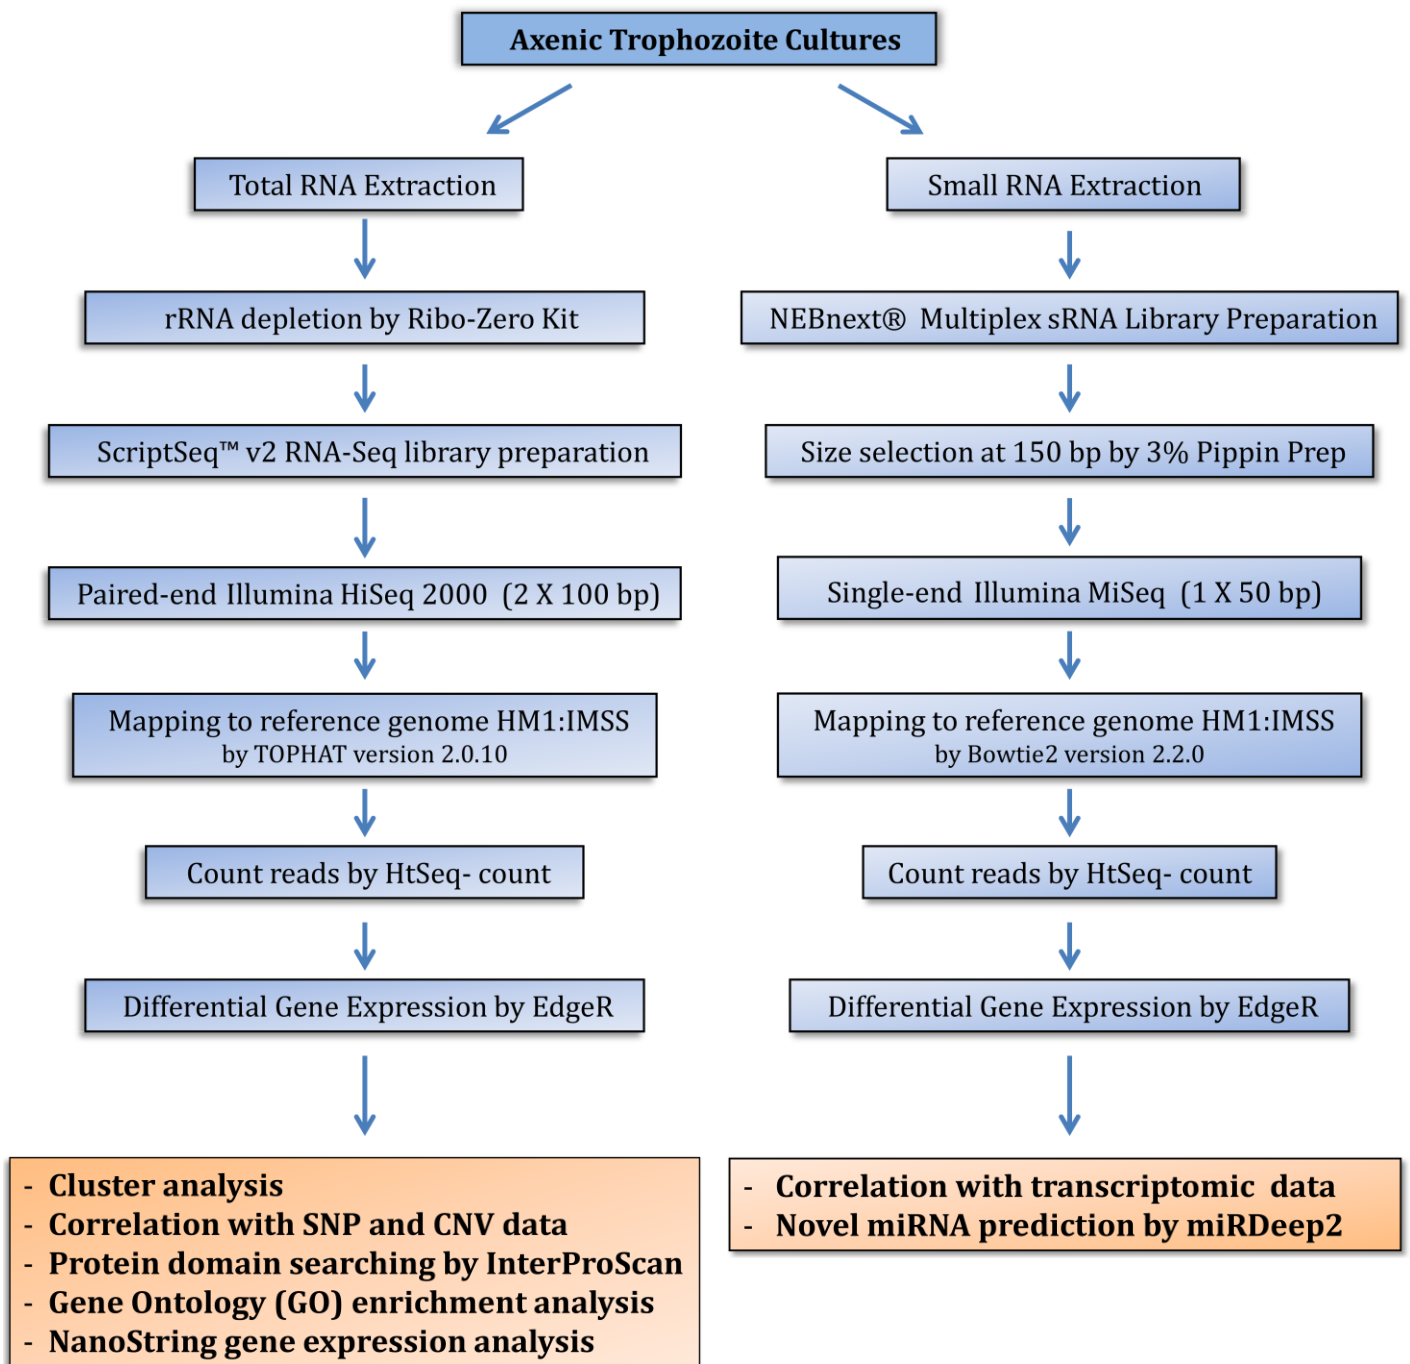 Axenic Trophozoite Cultures
Total RNA Extraction
rRNA depletion by Ribo-Zero Kit
ScriptSeq™ v2 RNA-Seq library preparation
Paired-end Illumina HiSeq 2000 (2 X 100 bp)
Mapping to reference genome HM1:IMSS
by TOPHAT version 2.0.10
Count reads by HtSeq- count
Differential Gene Expression by EdgeR
- Cluster analysis
- Correlation with SNP and CNV data
- Protein domain searching by InterProScan
- Gene Ontology (GO) enrichment analysis
- NanoString gene expression analysis
Small RNA Extraction
NEBnext® Multiplex sRNA Library Preparation
Size selection at 150 bp by 3% Pippin Prep
Single-end Illumina MiSeq (1 X 50 bp)
Mapping to reference genome HM1:IMSS
by Bowtie2 version 2.2.0
Count reads by HtSeq- count
Differential Gene Expression by EdgeR
- Correlation with transcriptomic data
- Novel miRNA prediction by miRDeep2